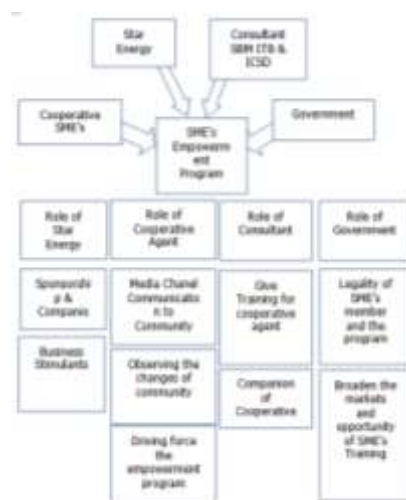 Star
Energy
Consultant
SBM ITB &
ICSD
Cooperative
SME's
Government
SME's
Empowerm
ent
Program
Role of
Star
Energy
Role of
Cooperative
Agent
Role of
Consultant
Role of
Government
Sponsorshi
p & Companio
Business
Stimulants
Media Chanel
Communicatio
n to
Community
Observing the
changes of
community
Driving force
the
empowerment
program
Give
Training for
cooperative
agent
Companion
of
Cooperative
Legality of
SME's
member
and the
program
Broaden the
markets
and
opportunity
of SME's
Training